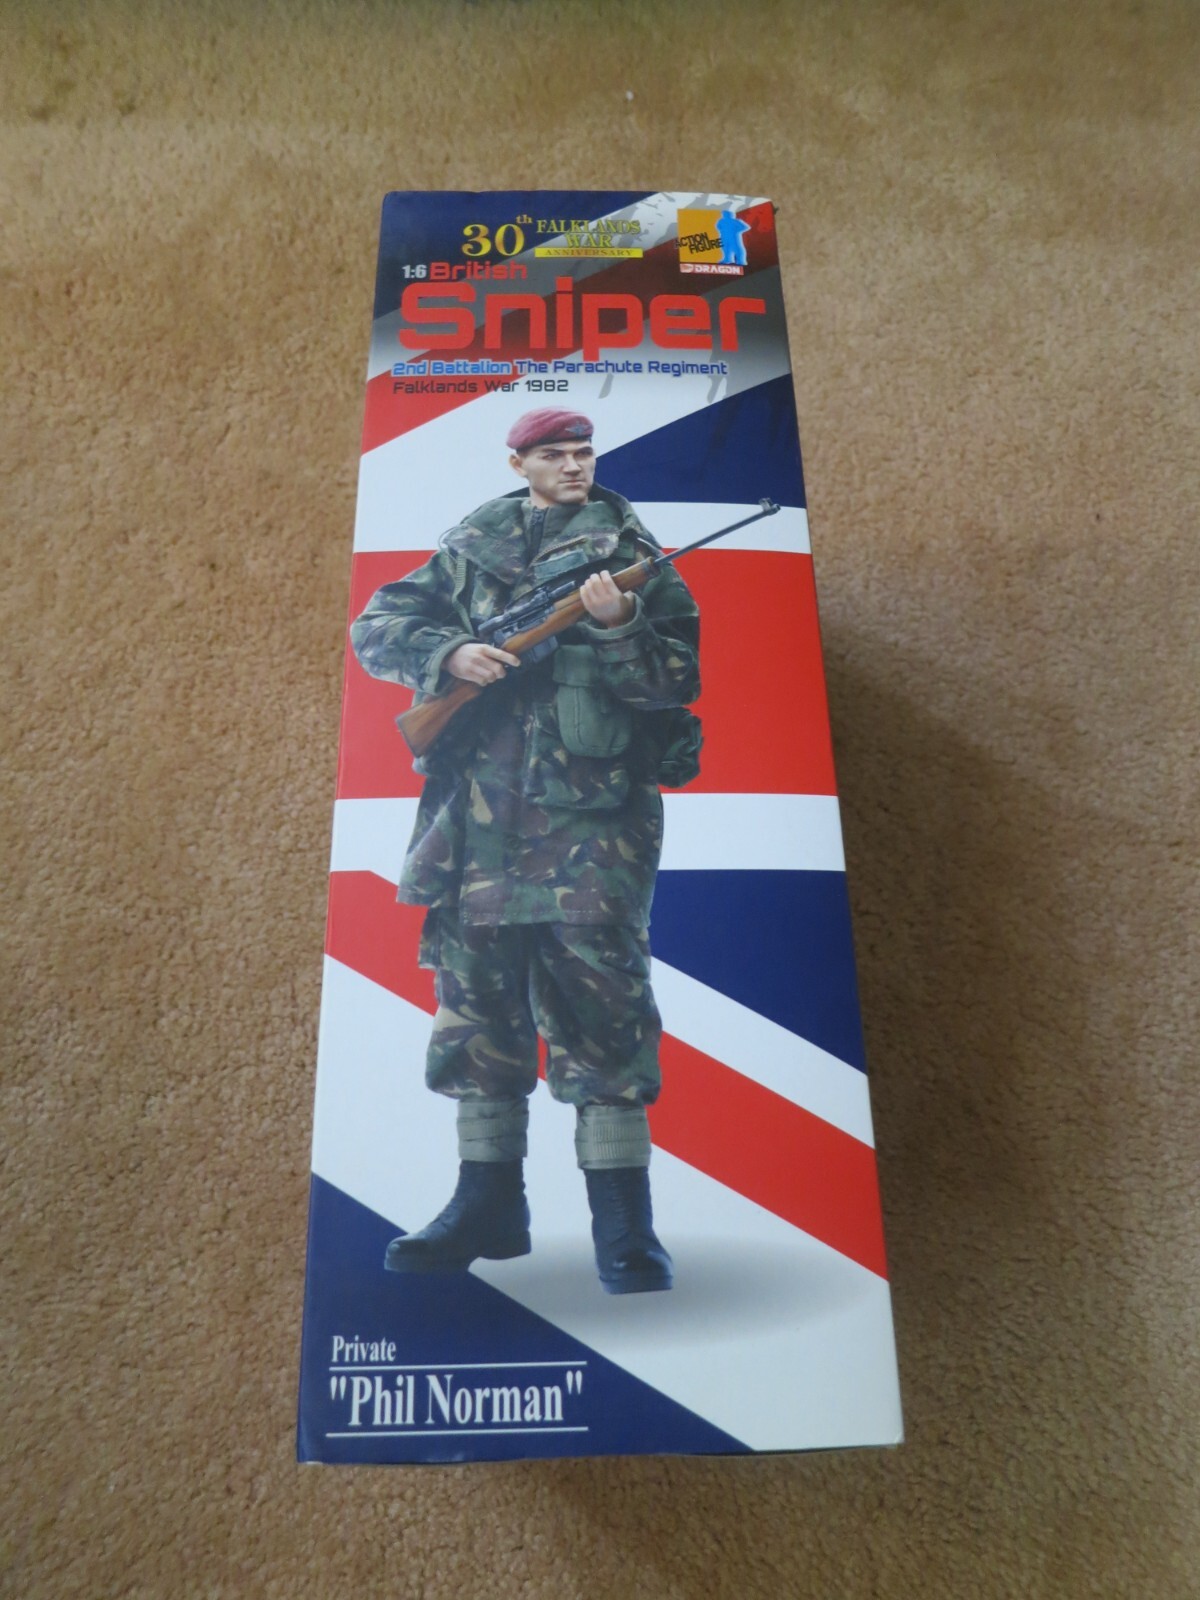 30th FALKLANDS
WAR
ANNIVERSARY
ACTION
FIGURE
DRAGON
1:6 British
Sniper
2nd Battalion The Parachute Regiment
Falklands War 1982
Private
"Phil Norman"